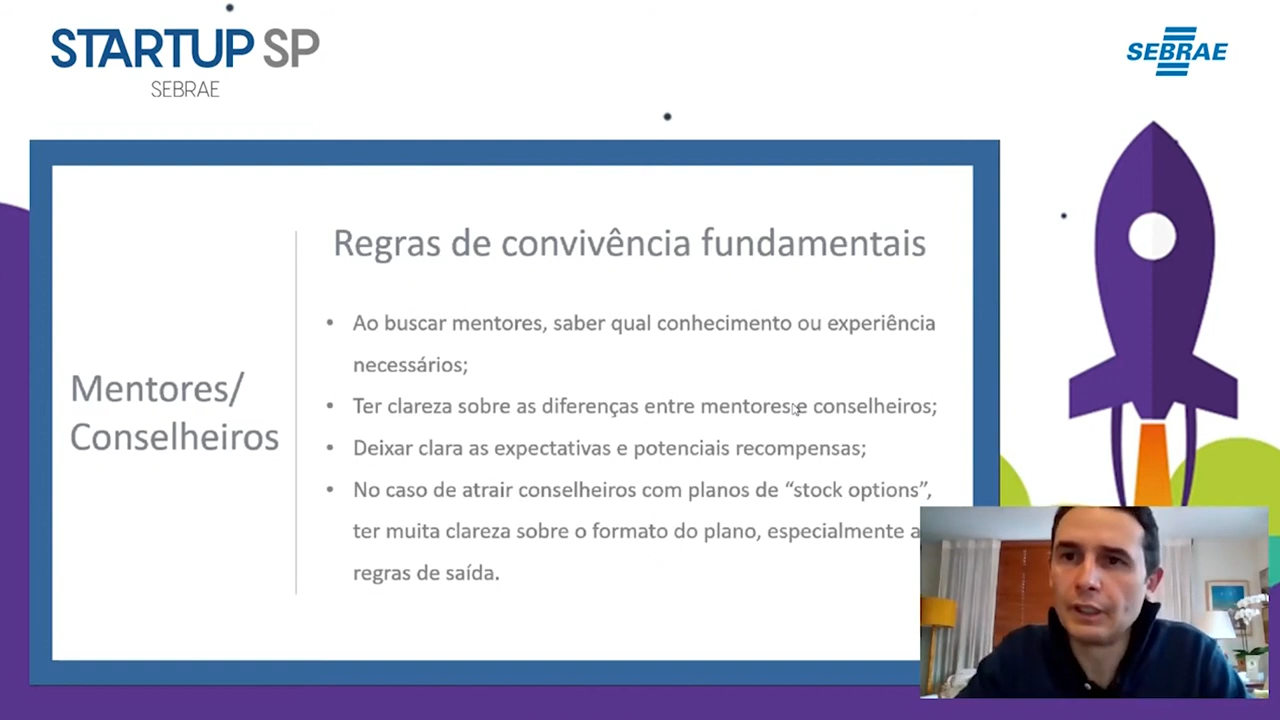 STARTUP SP
SEBRAE
SEBRAE
Mentores/
Conselheiros
Regras de convivência fundamentais
• Ao buscar mentores, saber qual conhecimento ou experiência
necessários;
• Ter clareza sobre as diferenças entre mentores e conselheiros;
• Deixar clara as expectativas e potenciais recompensas;
• No caso de atrair conselheiros com planos de “stock options”,
ter muita clareza sobre o formato do plano, especialmente
regras de saída.